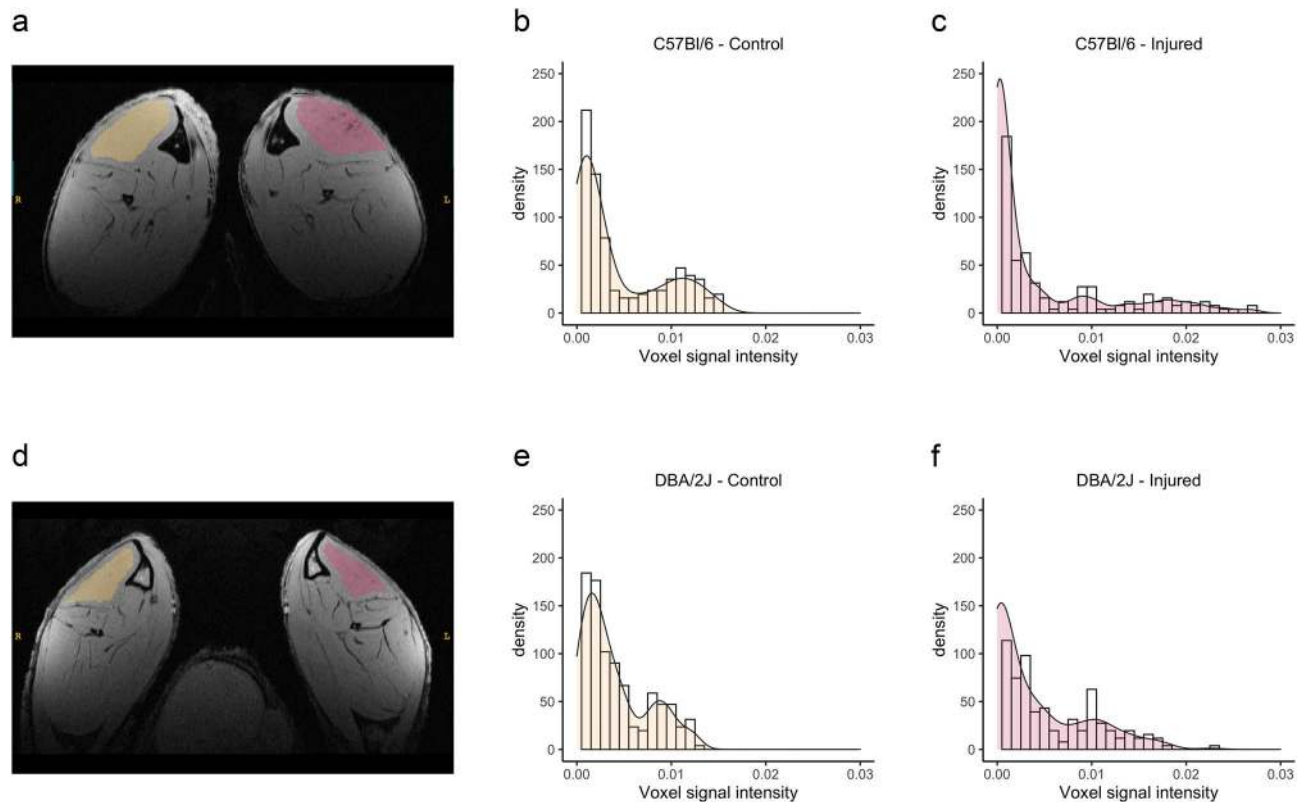 a
R
L
b
C57Bl/6 - Control
density
250
200
150
100
50
0
0.00 0.01 0.02 0.03
Voxel signal intensity
c
C57Bl/6 - Injured
density
250
200
150
100
50
0
0.00 0.01 0.02 0.03
Voxel signal intensity
d
R
L
e
DBA/2J - Control
density
250
200
150
100
50
0
0.00 0.01 0.02 0.03
Voxel signal intensity
f
DBA/2J - Injured
density
250
200
150
100
50
0
0.00 0.01 0.02 0.03
Voxel signal intensity